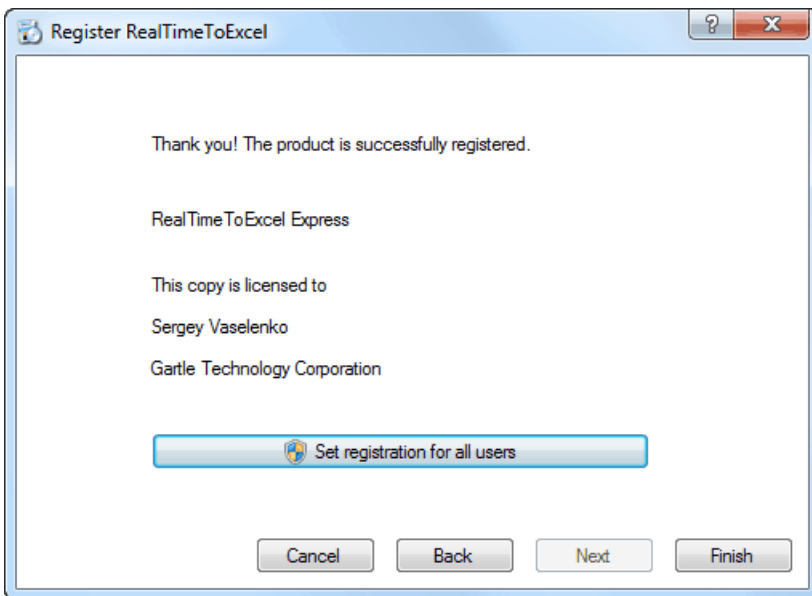 Register RealTimeToExcel
?
X
Thank you! The product is successfully registered.
RealTimeToExcel Express
This copy is licensed to
Sergey Vaselenko
Gartle Technology Corporation
Set registration for all users
Cancel
Back
Next
Finish